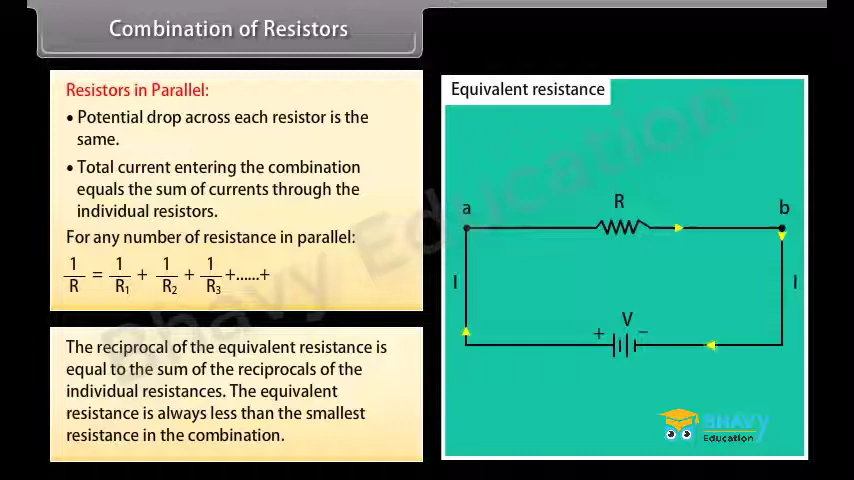 Combination of Resistors
Resistors in Parallel:
• Potential drop across each resistor is the
same.
• Total current entering the combination
equals the sum of currents through the
individual resistors.
For any number of resistance in parallel:
1/R = 1/R₁ + 1/R₂ + 1/R₃ +......+
The reciprocal of the equivalent resistance is
equal to the sum of the reciprocals of the
individual resistances. The equivalent
resistance is always less than the smallest
resistance in the combination.
Equivalent resistance
R
a b
I I
V
+ −
BHAVY
Education
Bhavy Education